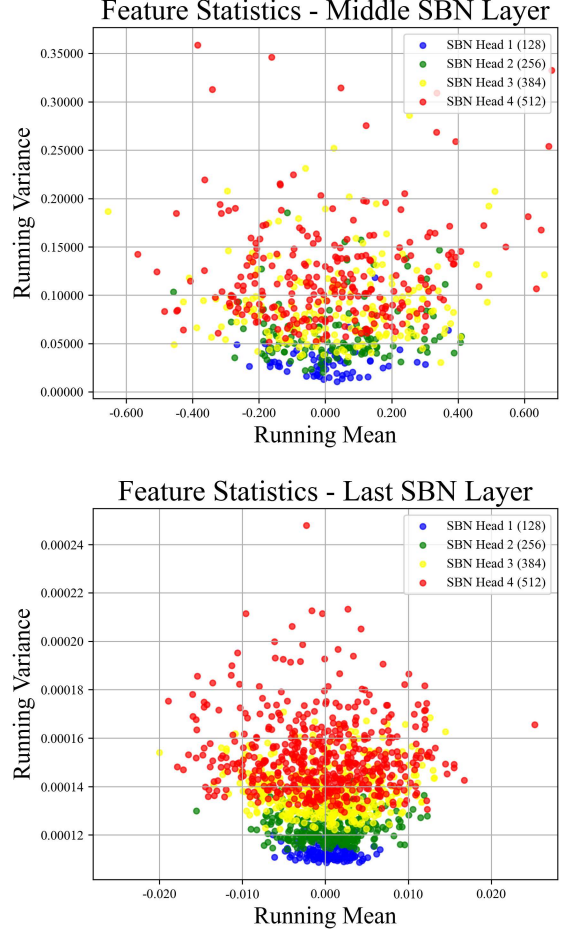 Feature Statistics - Middle SBN Layer
SBN Head 1 (128)
SBN Head 2 (256)
SBN Head 3 (384)
SBN Head 4 (512)
0.35000
0.30000
0.25000
0.20000
0.15000
0.10000
0.05000
0.00000
Running Variance
-0.600 -0.400 -0.200 0.000 0.200 0.400 0.600
Running Mean
Feature Statistics - Last SBN Layer
SBN Head 1 (128)
SBN Head 2 (256)
SBN Head 3 (384)
SBN Head 4 (512)
0.00024
0.00022
0.00020
0.00018
0.00016
0.00014
0.00012
Running Variance
-0.020 -0.010 0.000 0.010 0.020
Running Mean